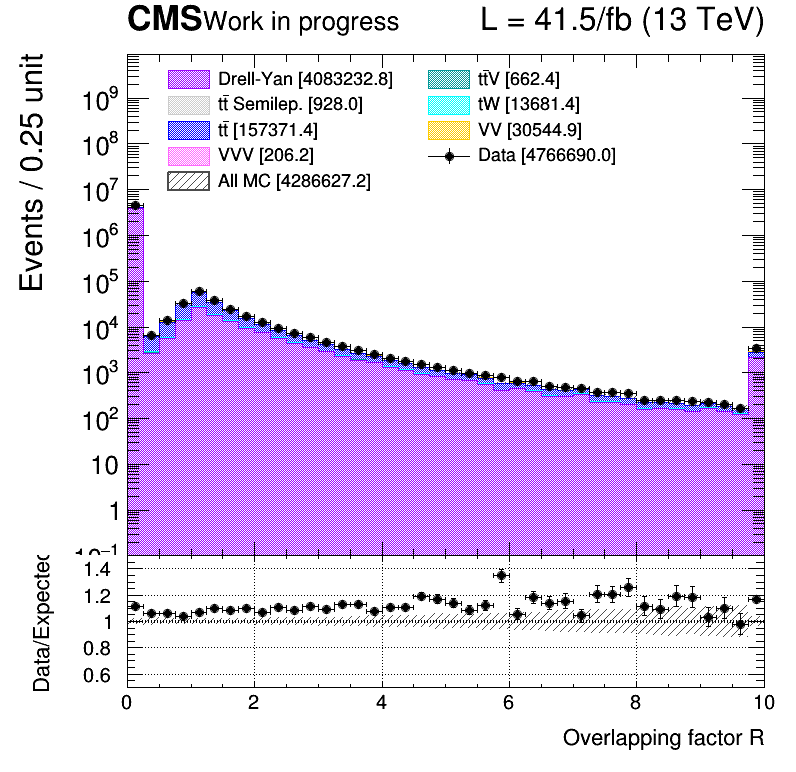 CMS Work in progress L = 41.5/fb (13 TeV)
Drell-Yan [4083232.8] tt̄V [662.4]
tt̄ Semilep. [928.0] tW [13681.4]
tt̄ [157371.4] VV [30544.9]
VVV [206.2] Data [4766690.0]
All MC [4286627.2]
Events / 0.25 unit
10⁹
10⁸
10⁷
10⁶
10⁵
10⁴
10³
10²
10
1
10⁻¹
Data/Expected
1.4
1.2
1
0.8
0.6
0 2 4 6 8 10
Overlapping factor R